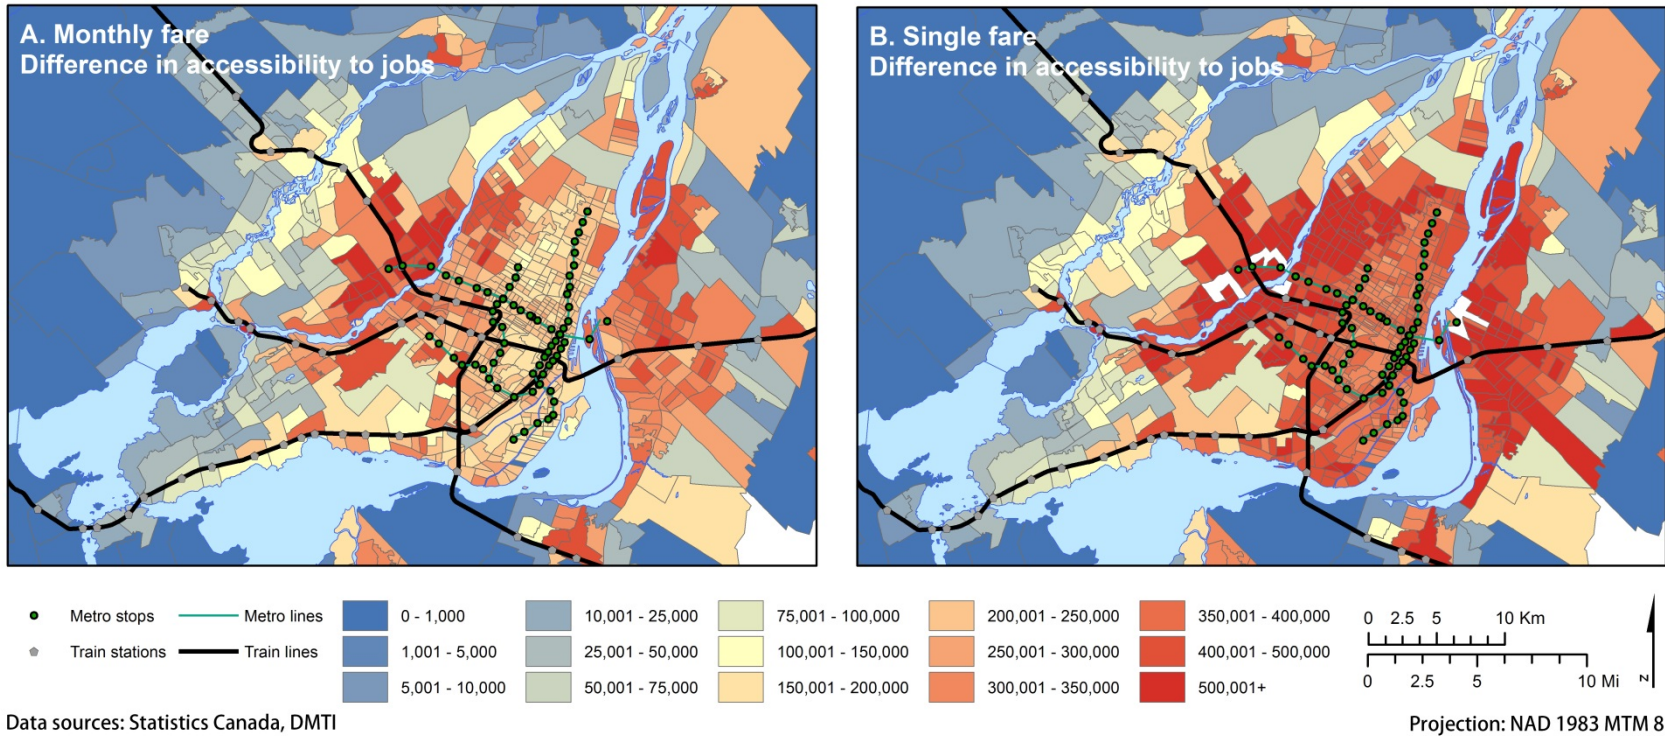 A. Monthly fare
Difference in accessibility to jobs
B. Single fare
Difference in accessibility to jobs
Metro stops
Metro lines
Train stations
Train lines
0 - 1,000
1,001 - 5,000
5,001 - 10,000
10,001 - 25,000
25,001 - 50,000
50,001 - 75,000
75,001 - 100,000
100,001 - 150,000
150,001 - 200,000
200,001 - 250,000
250,001 - 300,000
300,001 - 350,000
350,001 - 400,000
400,001 - 500,000
500,001+
0 2.5 5 10 Km
0 2.5 5 10 Mi
N
Data sources: Statistics Canada, DMTI
Projection: NAD 1983 MTM 8